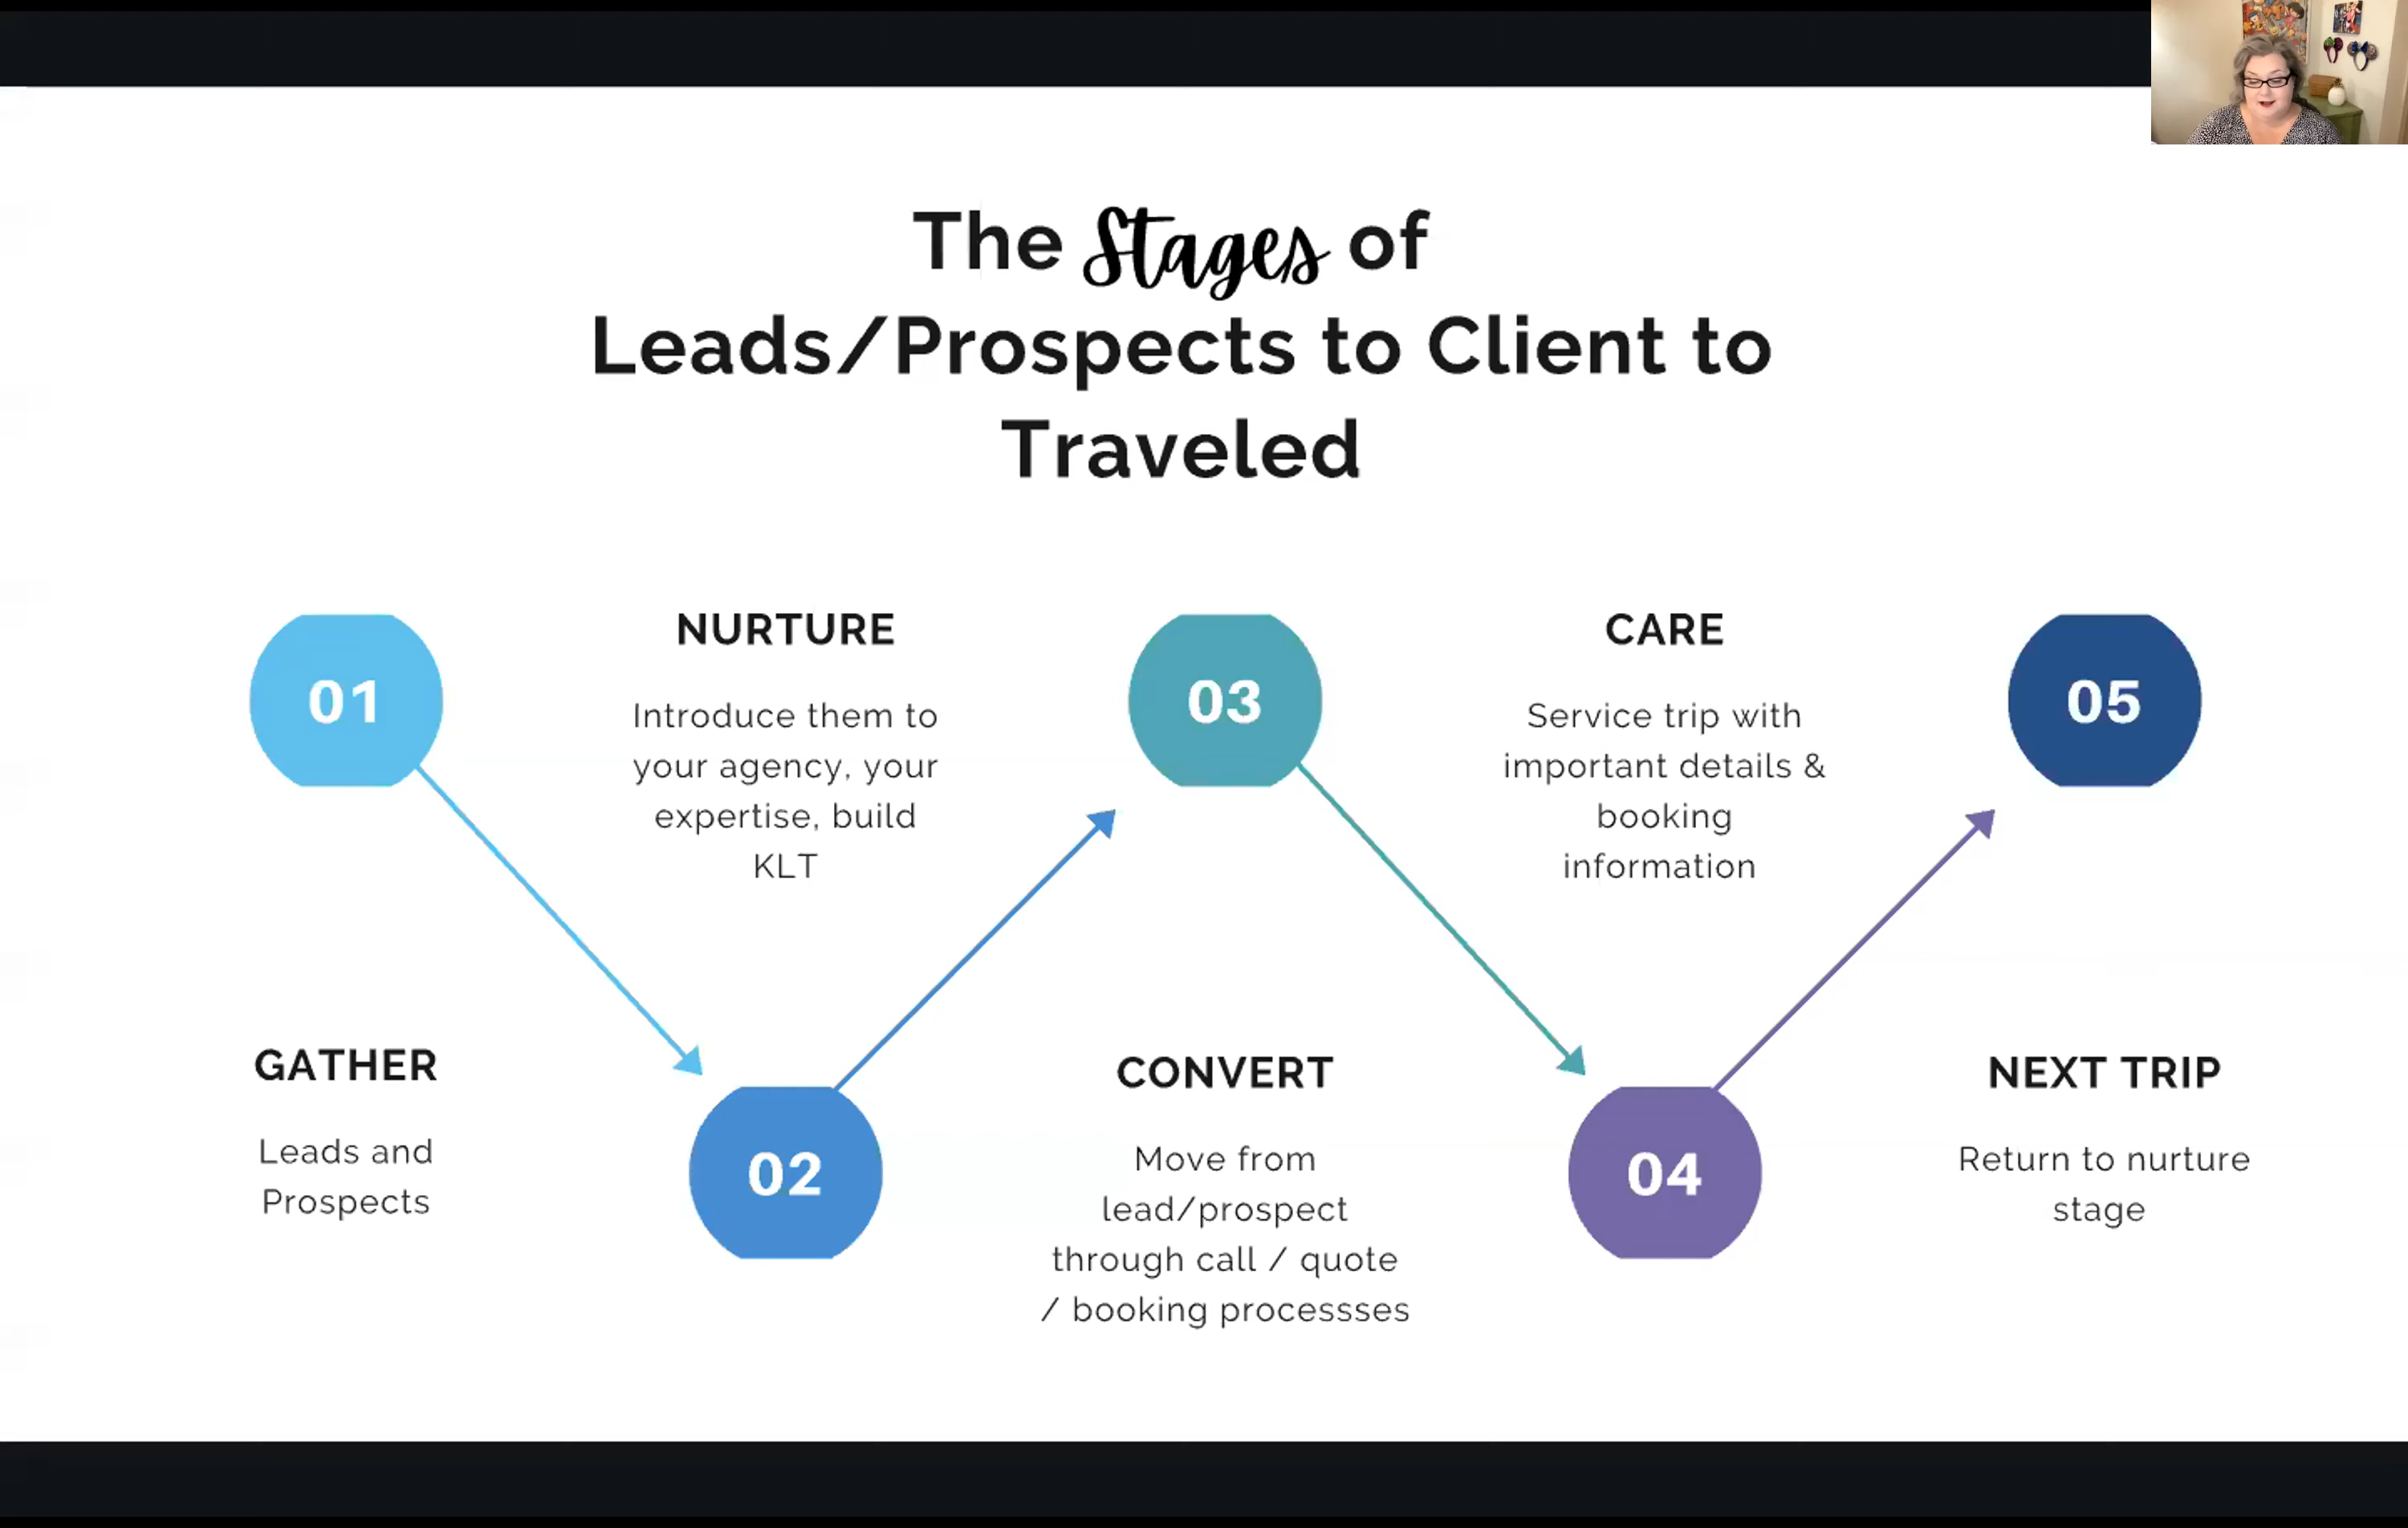 The Stages of
Leads/Prospects to Client to
Traveled
01
GATHER
Leads and
Prospects
NURTURE
Introduce them to
your agency, your
expertise, build
KLT
02
03
CONVERT
Move from
lead/prospect
through call / quote
/ booking processses
CARE
Service trip with
important details &
booking
information
04
05
NEXT TRIP
Return to nurture
stage